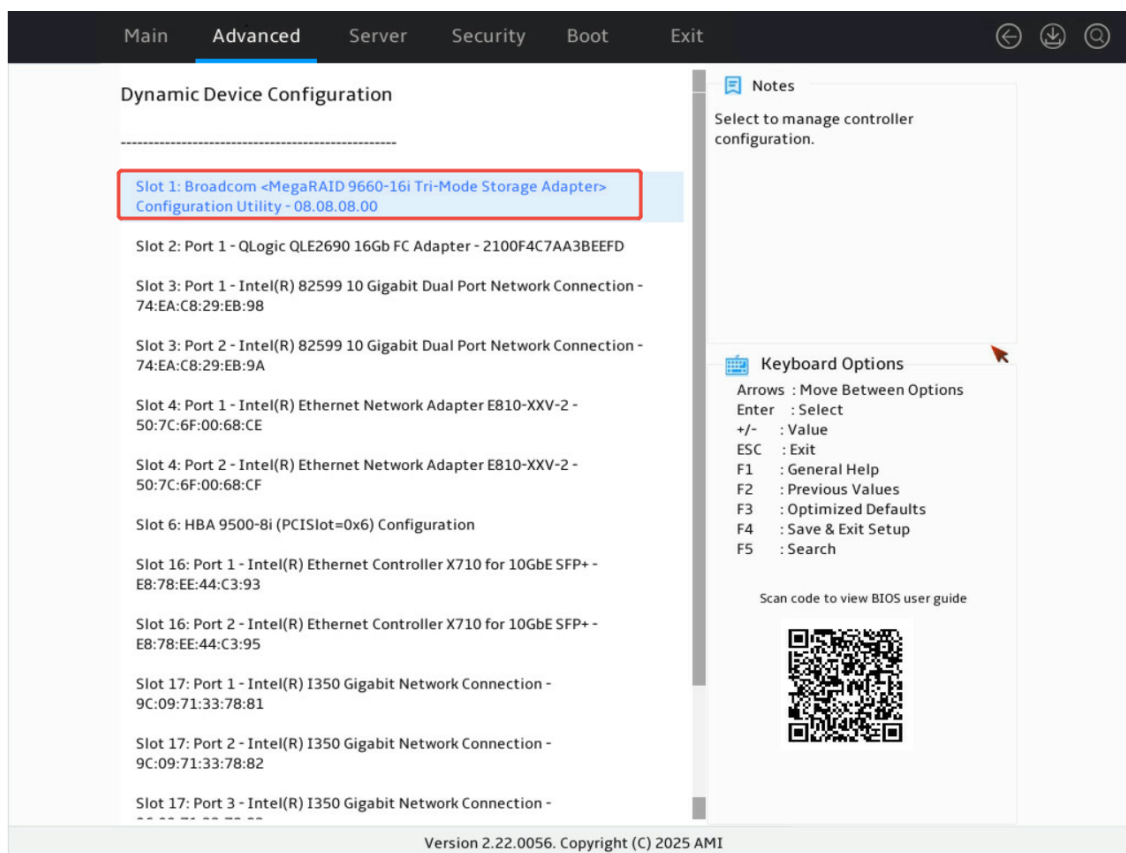 Main Advanced Server Security Boot Exit
Dynamic Device Configuration
--------------------------------------------------
Slot 1: Broadcom <MegaRAID 9660-16i Tri-Mode Storage Adapter>
Configuration Utility - 08.08.08.00
Slot 2: Port 1 - QLogic QLE2690 16Gb FC Adapter - 2100F4C7AA3BEEFD
Slot 3: Port 1 - Intel(R) 82599 10 Gigabit Dual Port Network Connection -
74:EA:C8:29:EB:98
Slot 3: Port 2 - Intel(R) 82599 10 Gigabit Dual Port Network Connection -
74:EA:C8:29:EB:9A
Slot 4: Port 1 - Intel(R) Ethernet Network Adapter E810-XXV-2 -
50:7C:6F:00:68:CE
Slot 4: Port 2 - Intel(R) Ethernet Network Adapter E810-XXV-2 -
50:7C:6F:00:68:CF
Slot 6: HBA 9500-8i (PCISlot=0x6) Configuration
Slot 16: Port 1 - Intel(R) Ethernet Controller X710 for 10GbE SFP+ -
E8:78:EE:44:C3:93
Slot 16: Port 2 - Intel(R) Ethernet Controller X710 for 10GbE SFP+ -
E8:78:EE:44:C3:95
Slot 17: Port 1 - Intel(R) I350 Gigabit Network Connection -
9C:09:71:33:78:81
Slot 17: Port 2 - Intel(R) I350 Gigabit Network Connection -
9C:09:71:33:78:82
Slot 17: Port 3 - Intel(R) I350 Gigabit Network Connection -
Notes
Select to manage controller
configuration.
Keyboard Options
Arrows : Move Between Options
Enter : Select
+/- : Value
ESC : Exit
F1 : General Help
F2 : Previous Values
F3 : Optimized Defaults
F4 : Save & Exit Setup
F5 : Search
Scan code to view BIOS user guide
Version 2.22.0056. Copyright (C) 2025 AMI